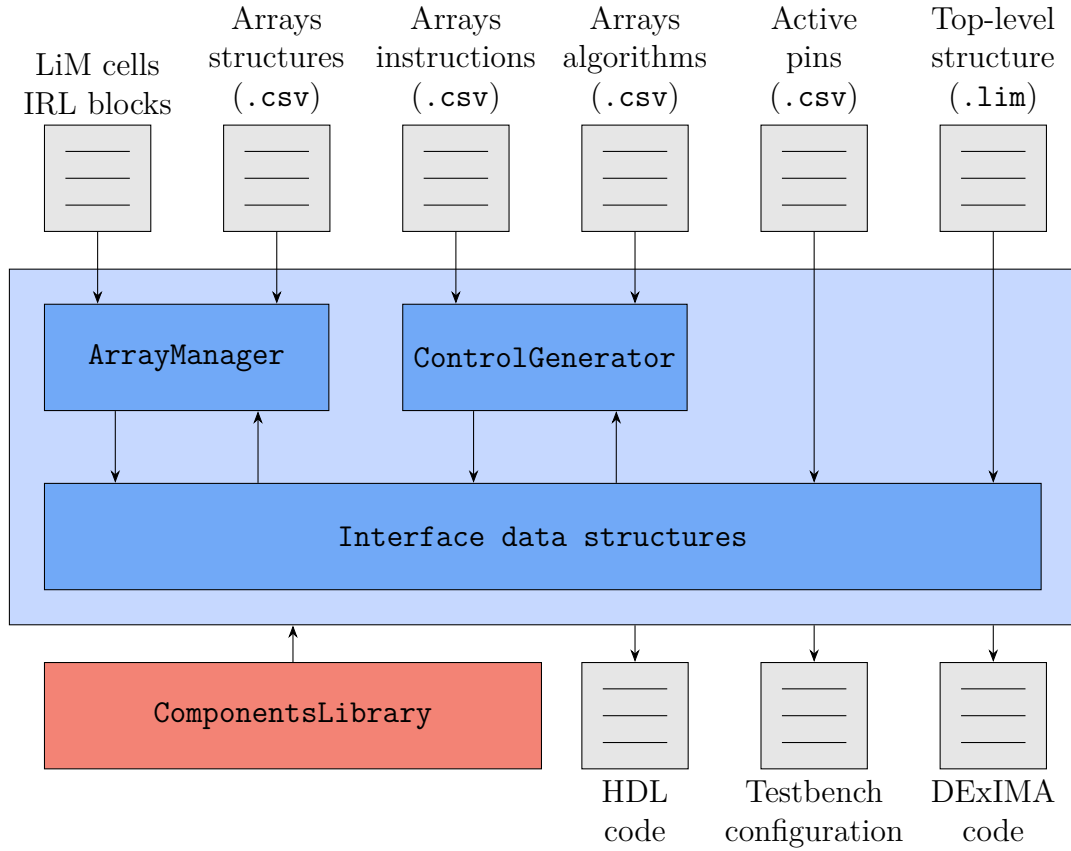 LiM cells
IRL blocks
Arrays
structures
(.csv)
Arrays
instructions
(.csv)
Arrays
algorithms
(.csv)
Active
pins
(.csv)
Top-level
structure
(.lim)
ArrayManager
ControlGenerator
Interface data structures
ComponentsLibrary
HDL
code
Testbench
configuration
DExIMA
code